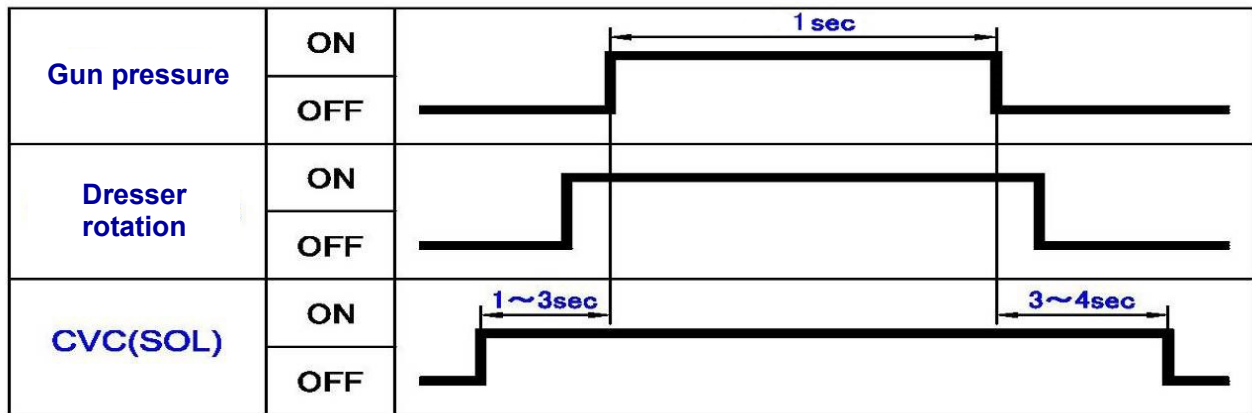 Gun pressure
ON
OFF
1 sec
Dresser
rotation
ON
OFF
CVC(SOL)
ON
OFF
1～3sec
3～4sec